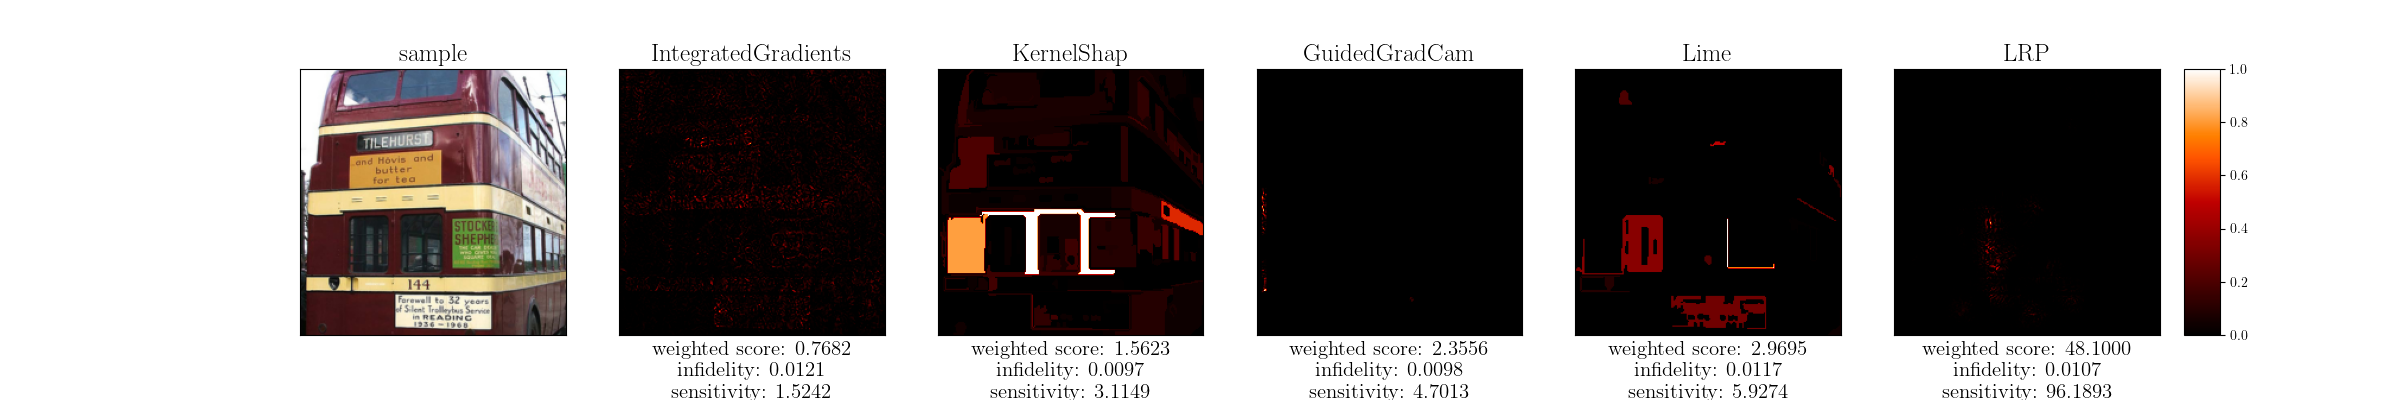 sample
IntegratedGradients
KernelShap
GuidedGradCam
Lime
LRP
TILEHURST
and Hovis and
butter
for tea
STOCKE
SHEPHE
144
Farewell to 32 years
of Silent Trolleybus Service
in READING
1936-1968
1.0
0.8
0.6
0.4
0.2
0.0
weighted score: 0.7682
infidelity: 0.0121
sensitivity: 1.5242
weighted score: 1.5623
infidelity: 0.0097
sensitivity: 3.1149
weighted score: 2.3556
infidelity: 0.0098
sensitivity: 4.7013
weighted score: 2.9695
infidelity: 0.0117
sensitivity: 5.9274
weighted score: 48.1000
infidelity: 0.0107
sensitivity: 96.1893